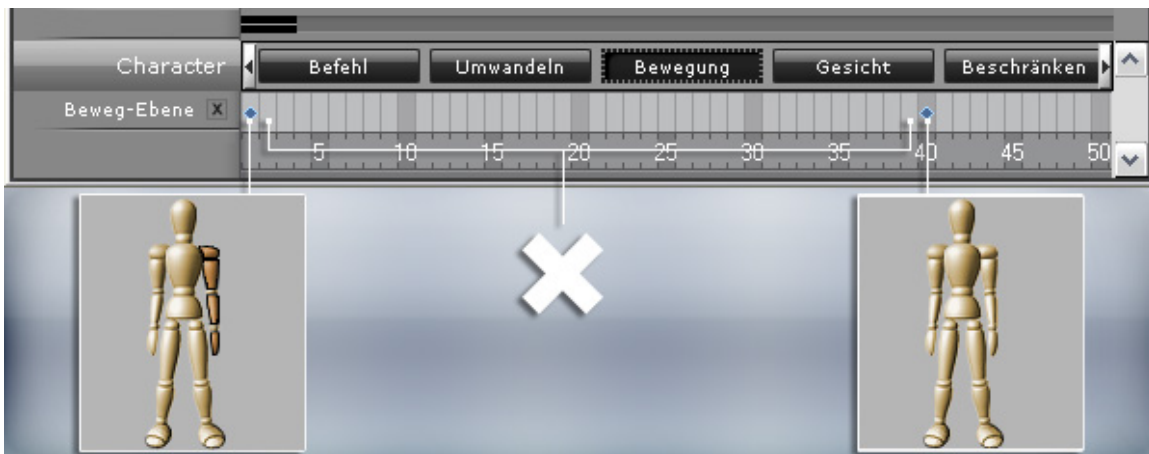 Character Befehl Umwandeln Bewegung Gesicht Beschränken
Beweg-Ebene X
5 10 15 20 25 30 35 40 45 50